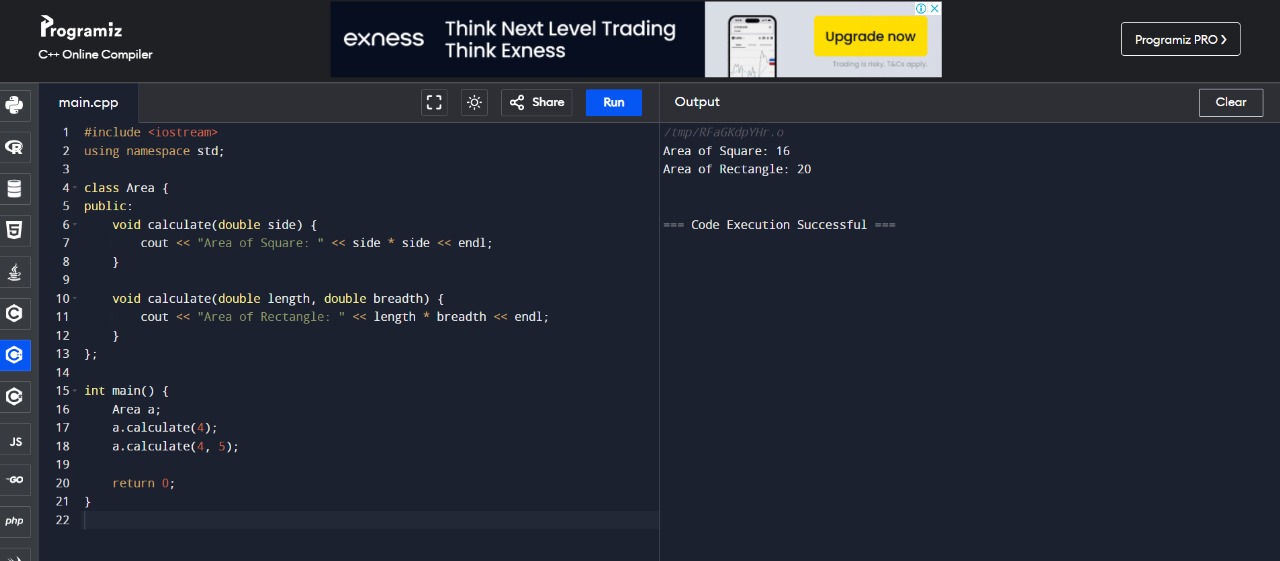 Programiz
C++ Online Compiler
exness
Think Next Level Trading
Think Exness
Upgrade now
Trading is risky. T&Cs apply.
Programiz PRO ❯
main.cpp
Share
Run
Output
Clear
1 #include <iostream>
2 using namespace std;
3
4 class Area {
5 public:
6     void calculate(double side) {
7         cout << "Area of Square: " << side * side << endl;
8     }
9
10     void calculate(double length, double breadth) {
11         cout << "Area of Rectangle: " << length * breadth << endl;
12     }
13 };
14
15 int main() {
16     Area a;
17     a.calculate(4);
18     a.calculate(4, 5);
19
20     return 0;
21 }
22
/tmp/RFaGKdpYHr.o
Area of Square: 16
Area of Rectangle: 20
=== Code Execution Successful ===
JS
GO
php